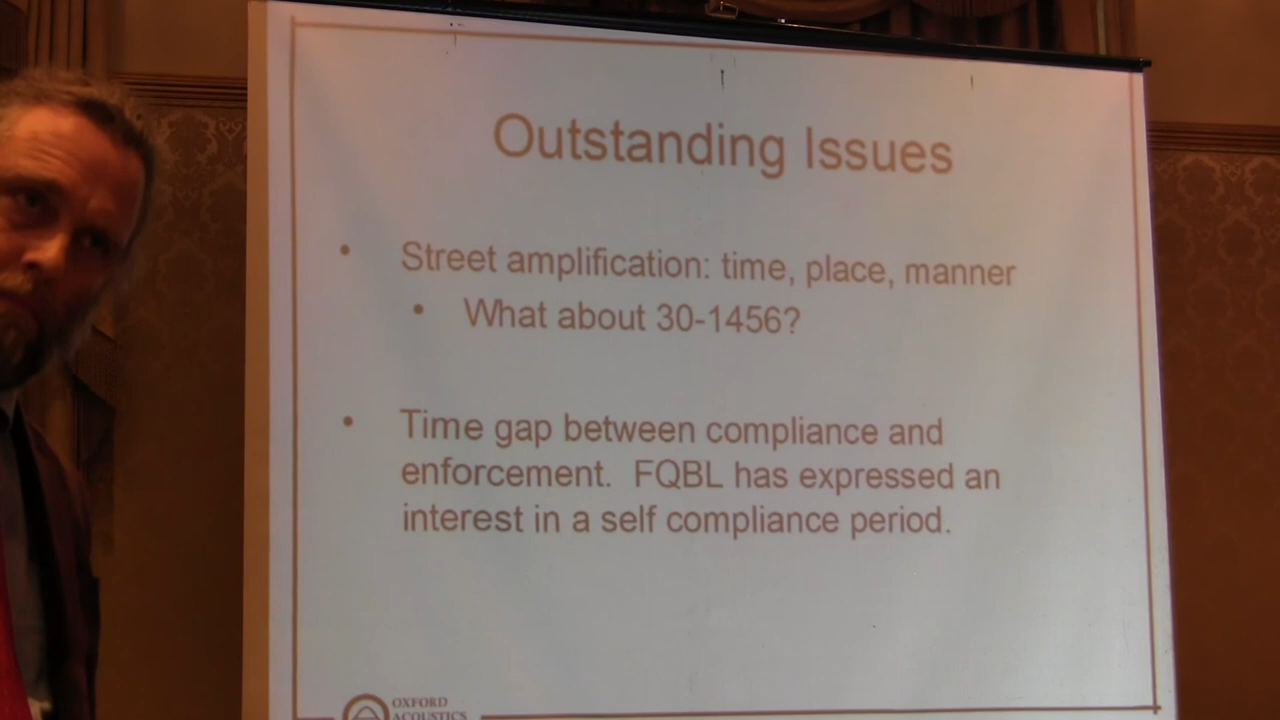 Outstanding Issues
• Street amplification: time, place, manner
• What about 30-1456?
• Time gap between compliance and
enforcement.  FQBL has expressed an
interest in a self compliance period.
OXFORD
ACOUSTICS